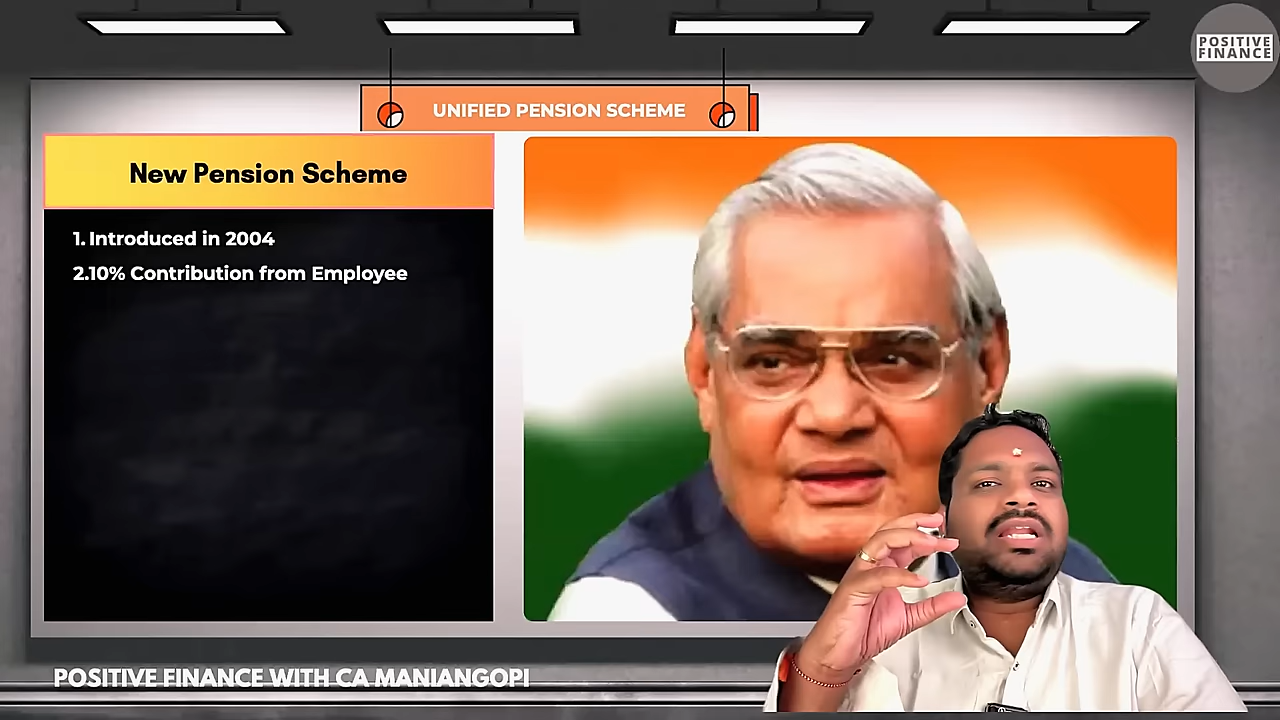 POSITIVE
FINANCE
UNIFIED PENSION SCHEME
New Pension Scheme
1. Introduced in 2004
2.10% Contribution from Employee
POSITIVE FINANCE WITH CA MANIANGOPI